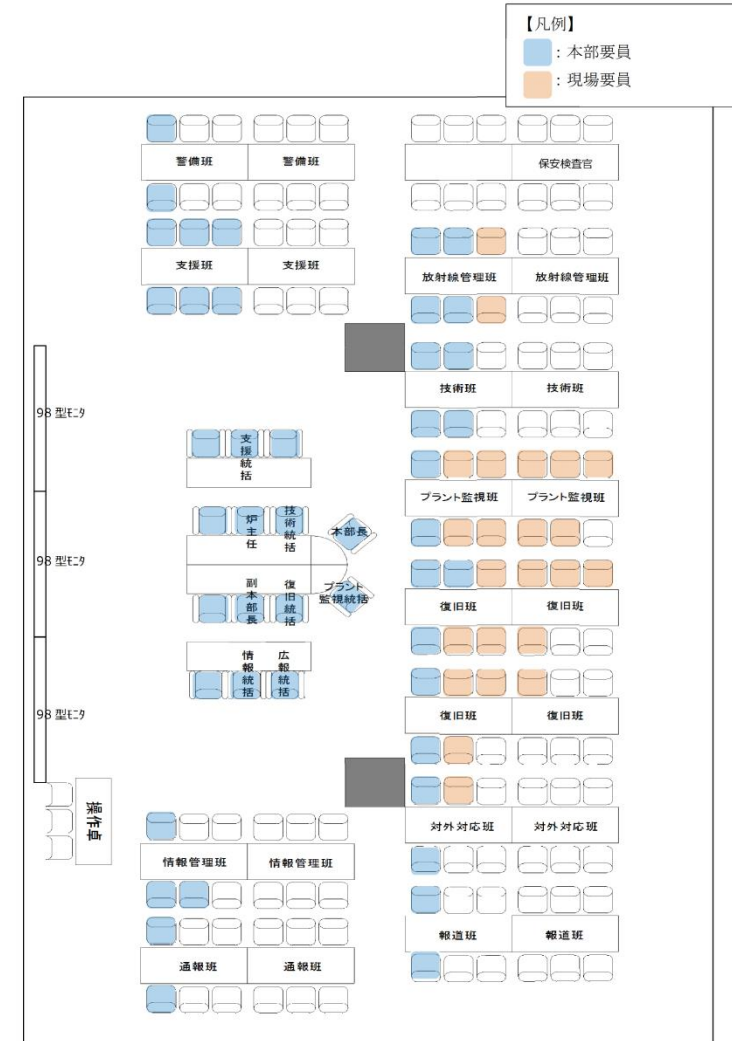 【凡例】
：本部要員
：現場要員
警備班 警備班
保安検査官
支援班 支援班
放射線管理班 放射線管理班
技術班 技術班
98 型ﾓﾆﾀ
支援統括
プラント監視班 プラント監視班
炉主任
技術統括
本部長
98 型ﾓﾆﾀ
副本部長
復旧統括
プラント
監視統括
復旧班 復旧班
情報統括
広報統括
98 型ﾓﾆﾀ
復旧班 復旧班
操作卓
対外対応班 対外対応班
情報管理班 情報管理班
報道班 報道班
通報班 通報班